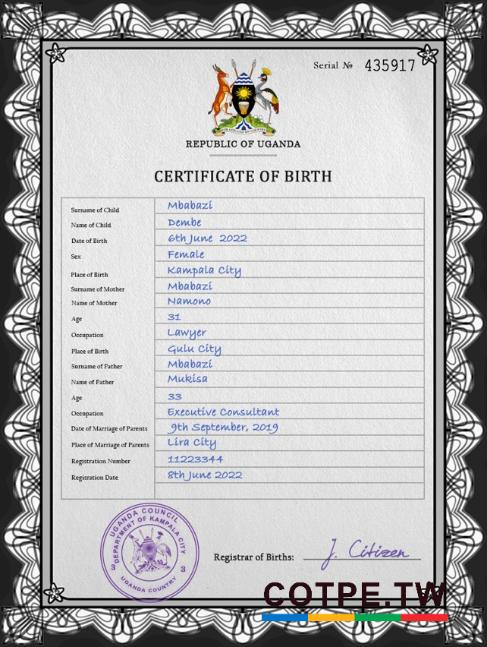 Serial № 435917
REPUBLIC OF UGANDA
CERTIFICATE OF BIRTH
Surname of Child Mbabazi
Name of Child Dembe
Date of Birth 6th June 2022
Sex Female
Place of Birth Kampala City
Surname of Mother Mbabazi
Name of Mother Namono
Age 31
Occupation Lawyer
Place of Birth Gulu City
Surname of Father Mbabazi
Name of Father Mukisa
Age 33
Occupation Executive Consultant
Date of Marriage of Parents 9th September, 2019
Place of Marriage of Parents Lira City
Registration Number 11223344
Registration Date 8th June 2022
UGANDA COUNCIL
DEPARTMENT OF KAMPALA CITY
3 3
UGANDA COUNTRY
Registrar of Births: J. Citizen
COTPE.TW